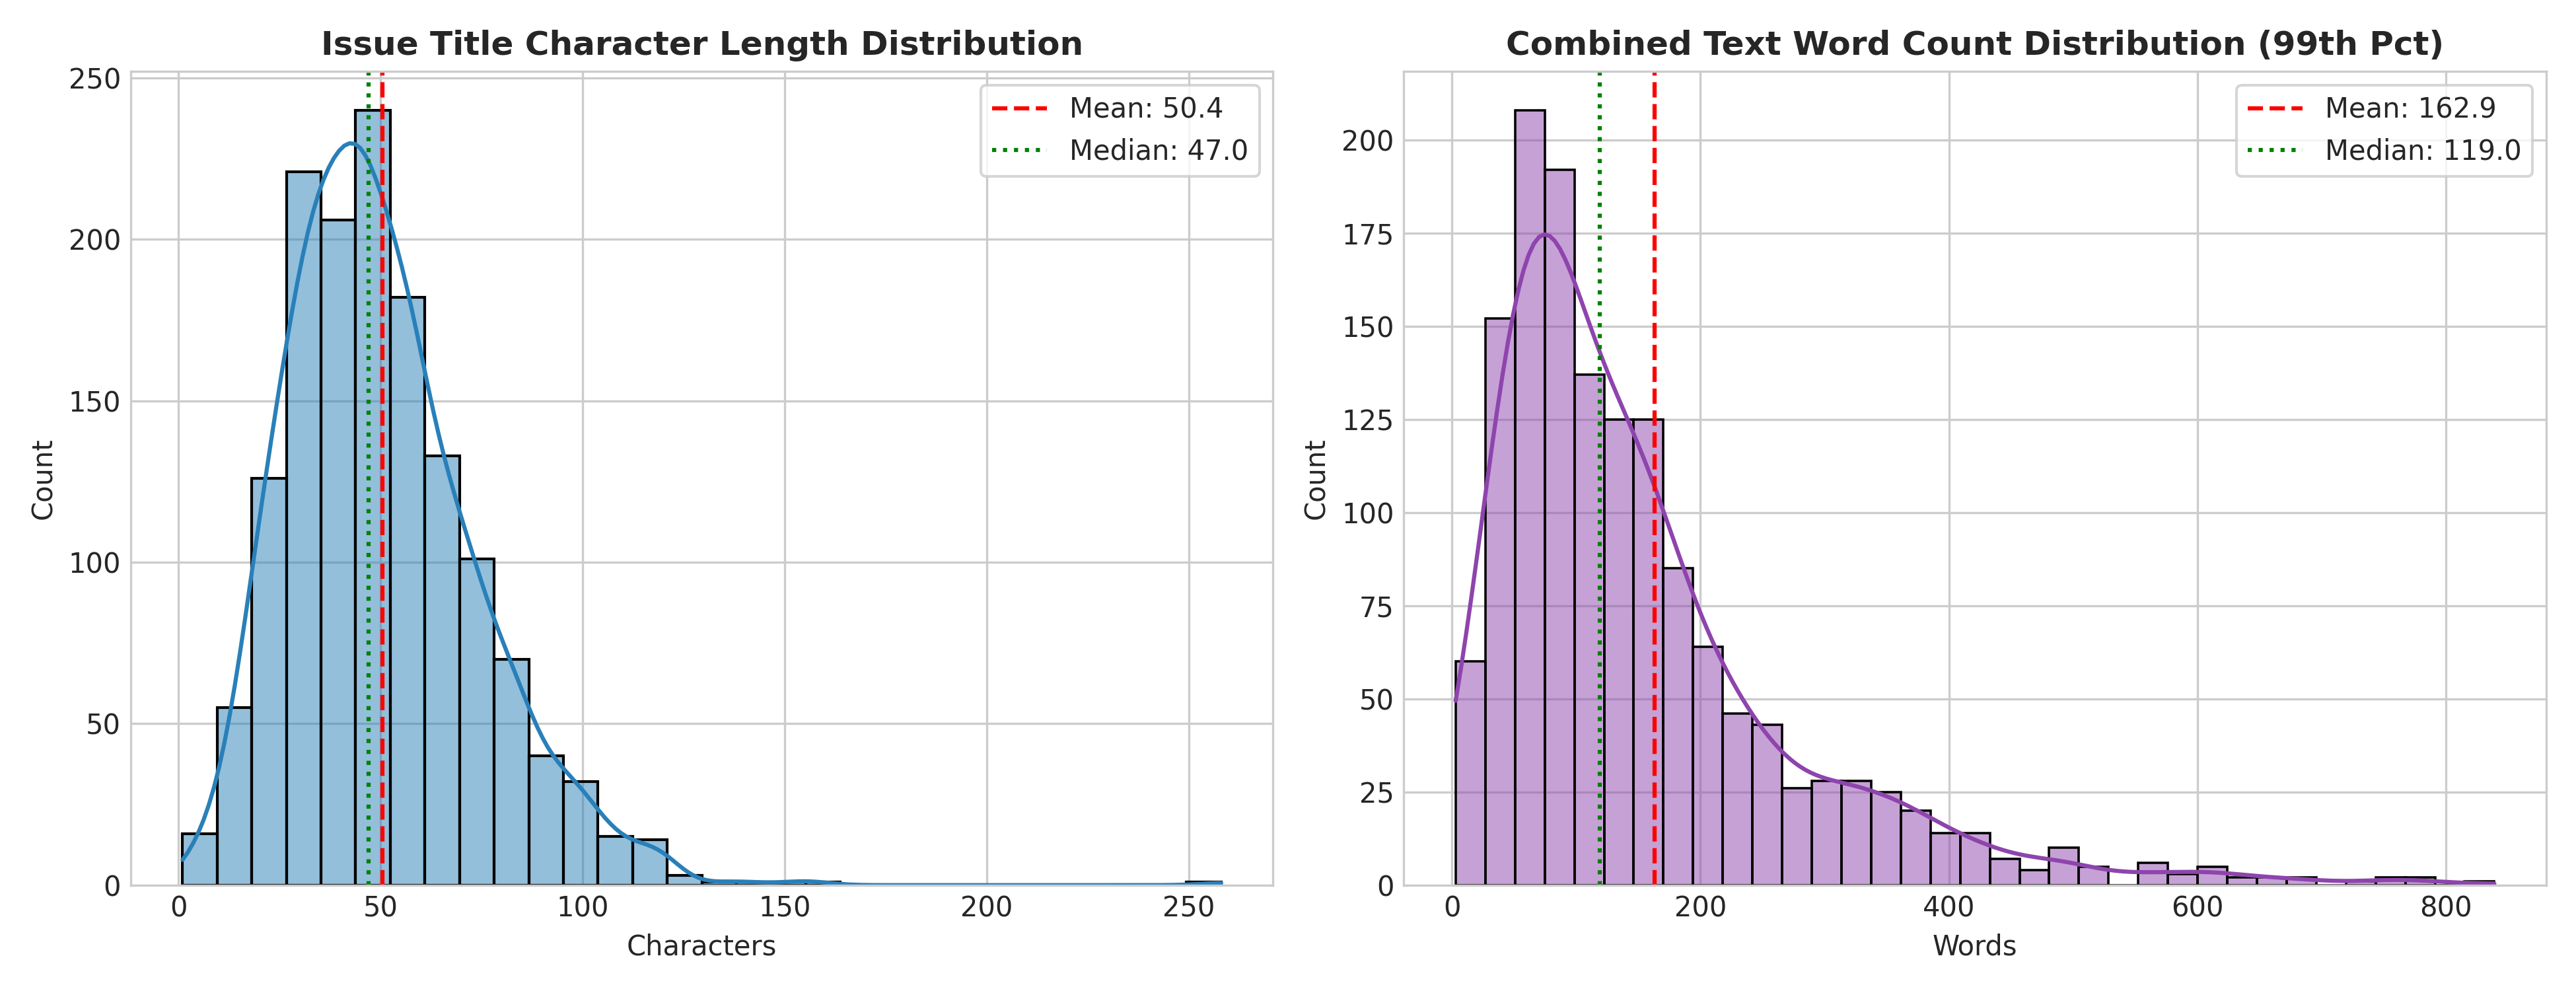 Issue Title Character Length Distribution
250
200
150
100
50
0
Count
0 50 100 150 200 250
Characters
Mean: 50.4
Median: 47.0
Combined Text Word Count Distribution (99th Pct)
200
175
150
125
100
75
50
25
0
Count
0 200 400 600 800
Words
Mean: 162.9
Median: 119.0